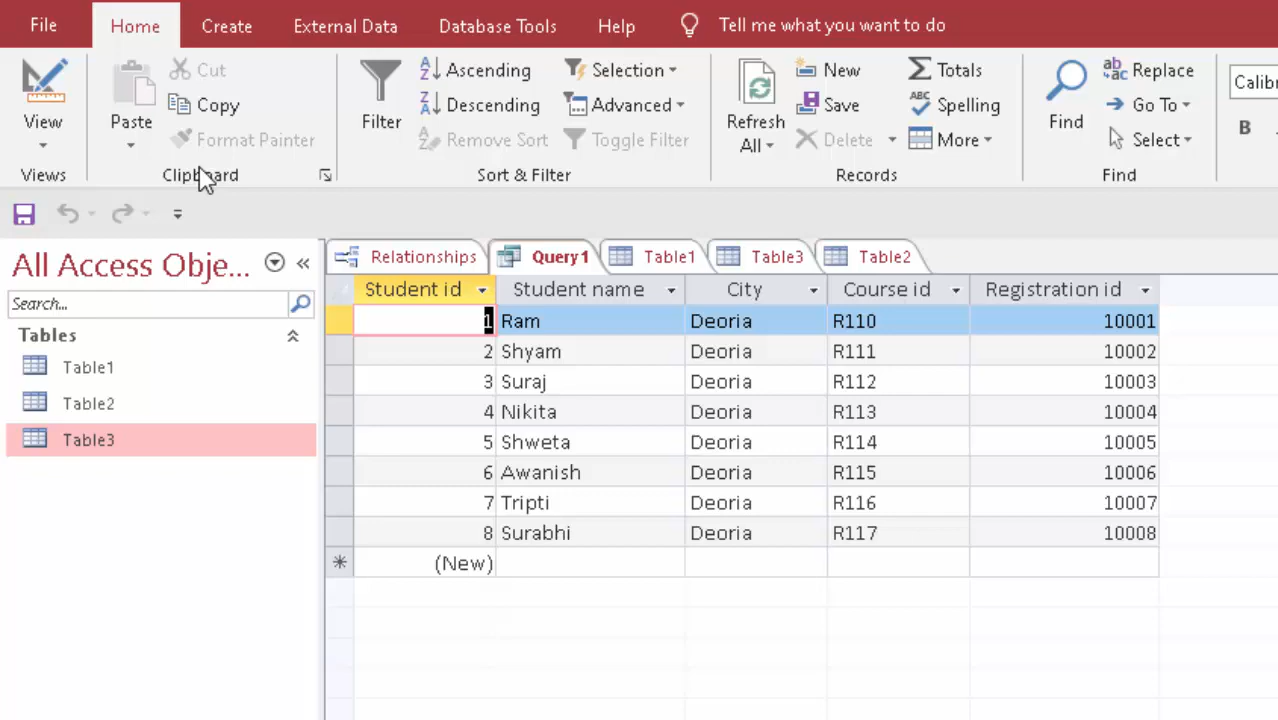 File Home Create External Data Database Tools Help Tell me what you want to do
View
Views
Paste
Cut
Copy
Format Painter
Clipboard
Filter
Ascending
Descending
Remove Sort
Selection
Advanced
Toggle Filter
Sort & Filter
Refresh
All
New
Save
Delete
Totals
Spelling
More
Records
Find
Replace
Go To
Select
Find
B
All Access Obje...
Search...
Tables
Table1
Table2
Table3
Relationships Query1 Table1 Table3 Table2
Student id Student name City Course id Registration id
1 Ram Deoria R110 10001
2 Shyam Deoria R111 10002
3 Suraj Deoria R112 10003
4 Nikita Deoria R113 10004
5 Shweta Deoria R114 10005
6 Awanish Deoria R115 10006
7 Tripti Deoria R116 10007
8 Surabhi Deoria R117 10008
(New)